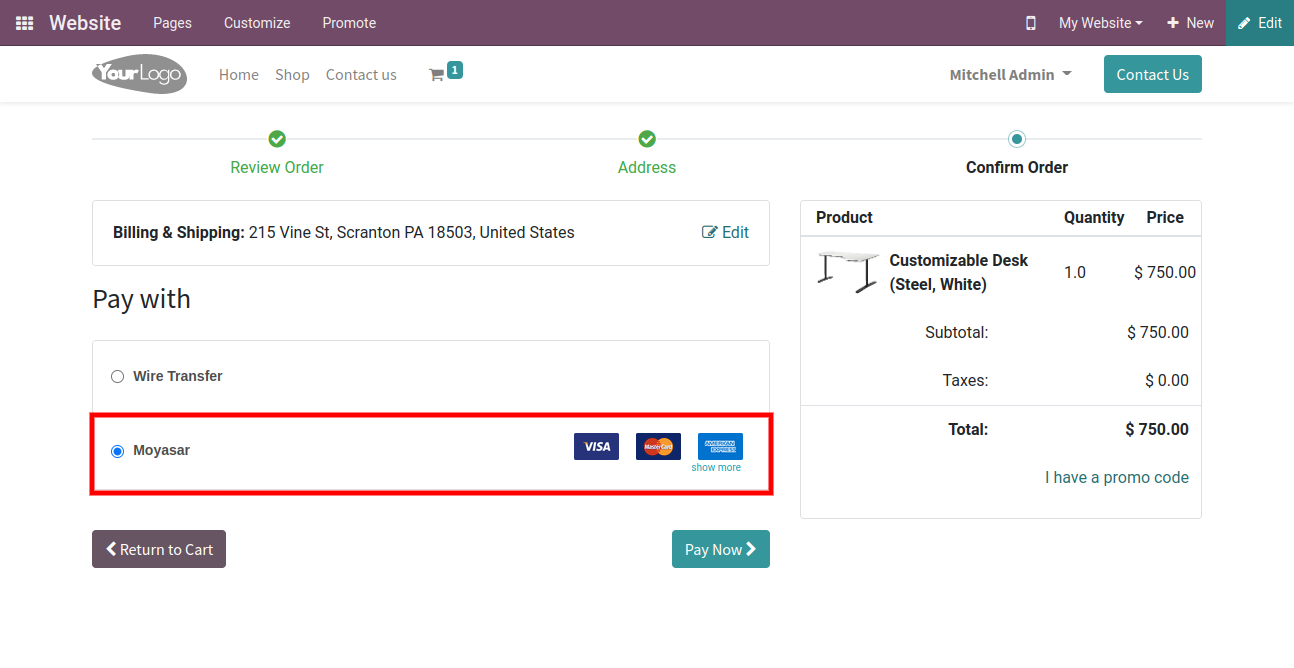 Website Pages Customize Promote My Website New Edit
YourLogo Home Shop Contact us 1 Mitchell Admin Contact Us
Review Order Address Confirm Order
Billing & Shipping: 215 Vine St, Scranton PA 18503, United States Edit
Pay with
Wire Transfer
Moyasar VISA MasterCard AMERICAN EXPRESS
show more
Return to Cart Pay Now
Product Quantity Price
Customizable Desk
(Steel, White) 1.0 $ 750.00
Subtotal: $ 750.00
Taxes: $ 0.00
Total: $ 750.00
I have a promo code